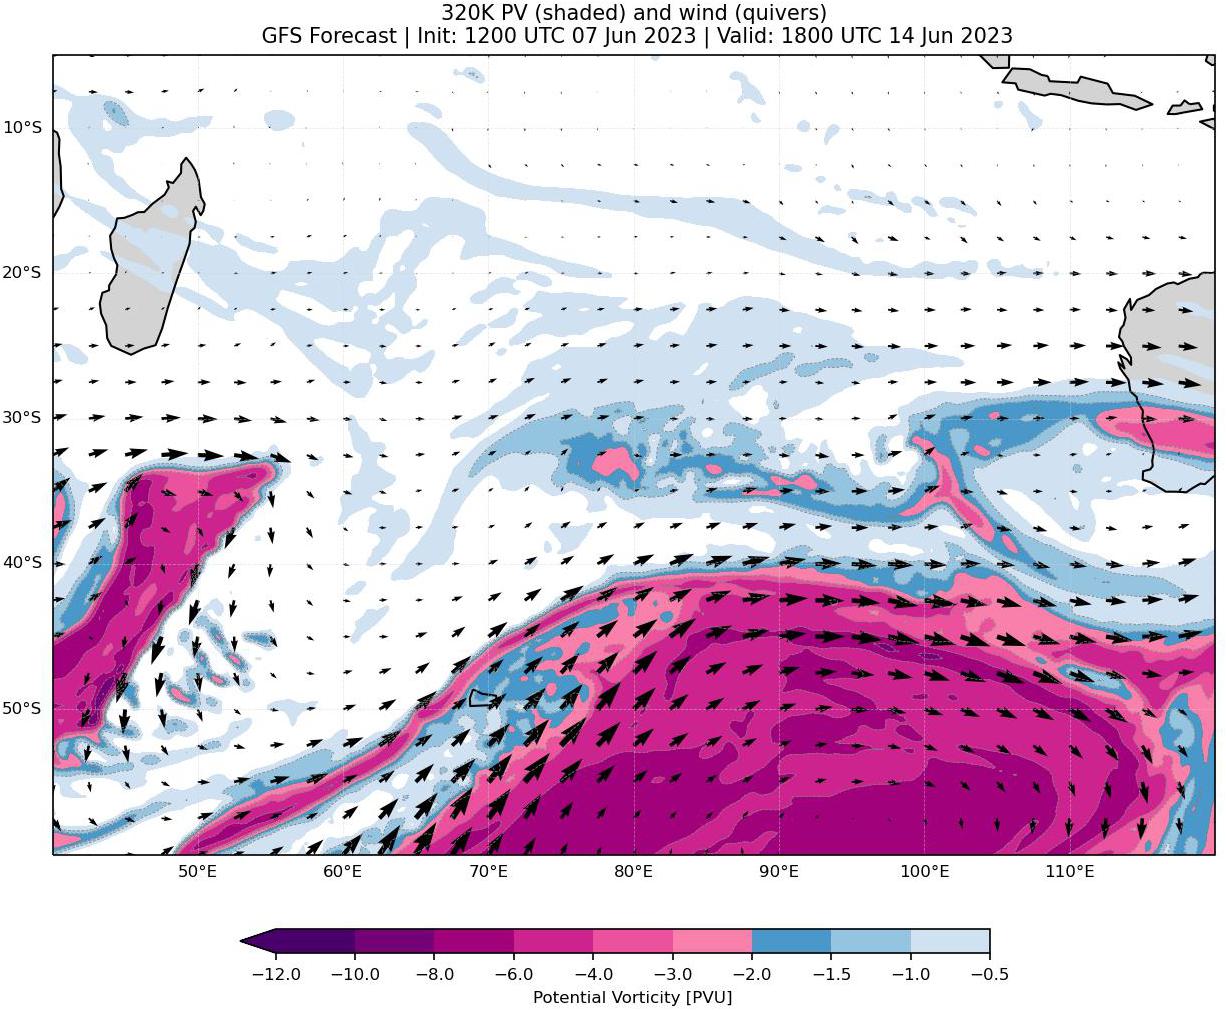 320K PV (shaded) and wind (quivers)
GFS Forecast | Init: 1200 UTC 07 Jun 2023 | Valid: 1800 UTC 14 Jun 2023
10°S
20°S
30°S
40°S
50°S
50°E 60°E 70°E 80°E 90°E 100°E 110°E
−12.0 −10.0 −8.0 −6.0 −4.0 −3.0 −2.0 −1.5 −1.0 −0.5
Potential Vorticity [PVU]